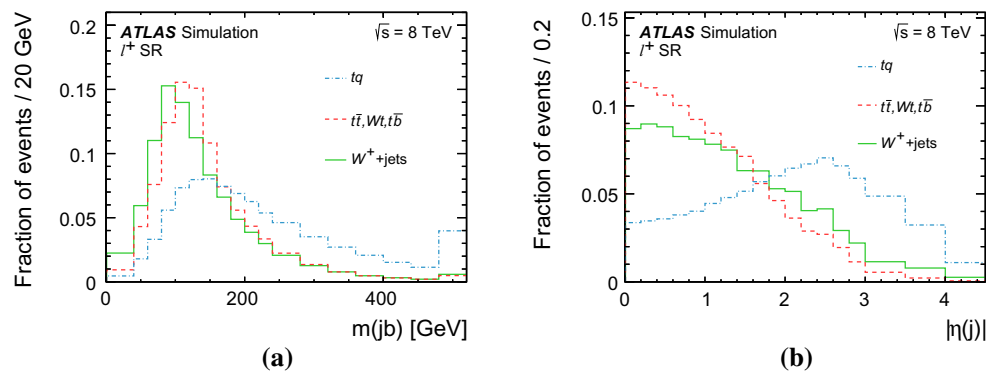 ATLAS Simulation √s = 8 TeV
l⁺ SR
tq
tt̄,Wt,tb̄
W⁺+jets
Fraction of events / 20 GeV
0.2
0.15
0.1
0.05
0
0 200 400
m(jb) [GeV]
(a)
ATLAS Simulation √s = 8 TeV
l⁺ SR
tq
tt̄,Wt,tb̄
W⁺+jets
Fraction of events / 0.2
0.15
0.1
0.05
0
0 1 2 3 4
|η(j)|
(b)